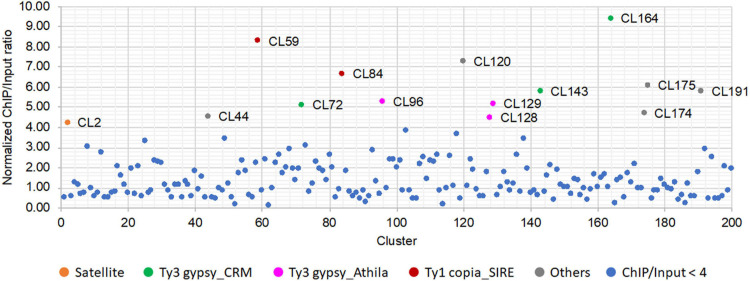 Normalized ChIP/Input ratio
10.00
9.00
8.00
7.00
6.00
5.00
4.00
3.00
2.00
1.00
0.00
CL164
CL59
CL120
CL84
CL175
CL143
CL191
CL96
CL129
CL72
CL174
CL44
CL128
CL2
0 20 40 60 80 100 120 140 160 180 200
Cluster
Satellite Ty3 gypsy_CRM Ty3 gypsy_Athila Ty1 copia_SIRE Others ChIP/Input < 4